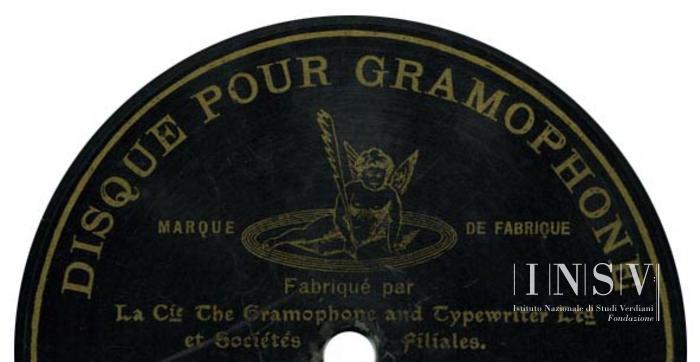 DISQUE POUR GRAMOPHONE
MARQUE DE FABRIQUE
Fabriqué par
La Cie The Gramophone and Typewriter Ltd
et Sociétés Filiales.
|I|N|S|V|
Istituto Nazionale di Studi Verdiani
Fondazione